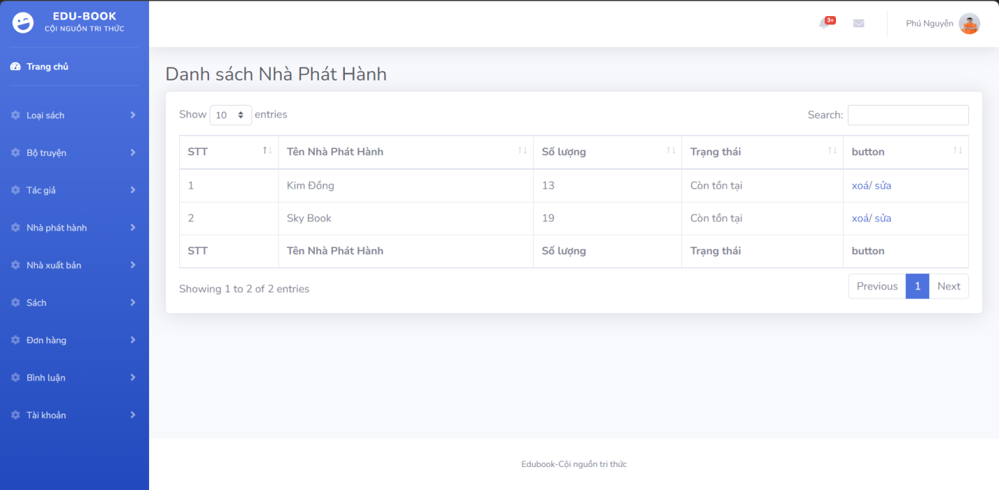 EDU-BOOK
CỘI NGUỒN TRI THỨC
3+
Phú Nguyễn
Trang chủ
Loại sách
Bộ truyện
Tác giả
Nhà phát hành
Nhà xuất bản
Sách
Đơn hàng
Bình luận
Tài khoản
Danh sách Nhà Phát Hành
Show 10 entries Search:
STT Tên Nhà Phát Hành Số lượng Trạng thái button
1 Kim Đồng 13 Còn tồn tại xoá/ sửa
2 Sky Book 19 Còn tồn tại xoá/ sửa
STT Tên Nhà Phát Hành Số lượng Trạng thái button
Showing 1 to 2 of 2 entries Previous 1 Next
Edubook-Cội nguồn tri thức